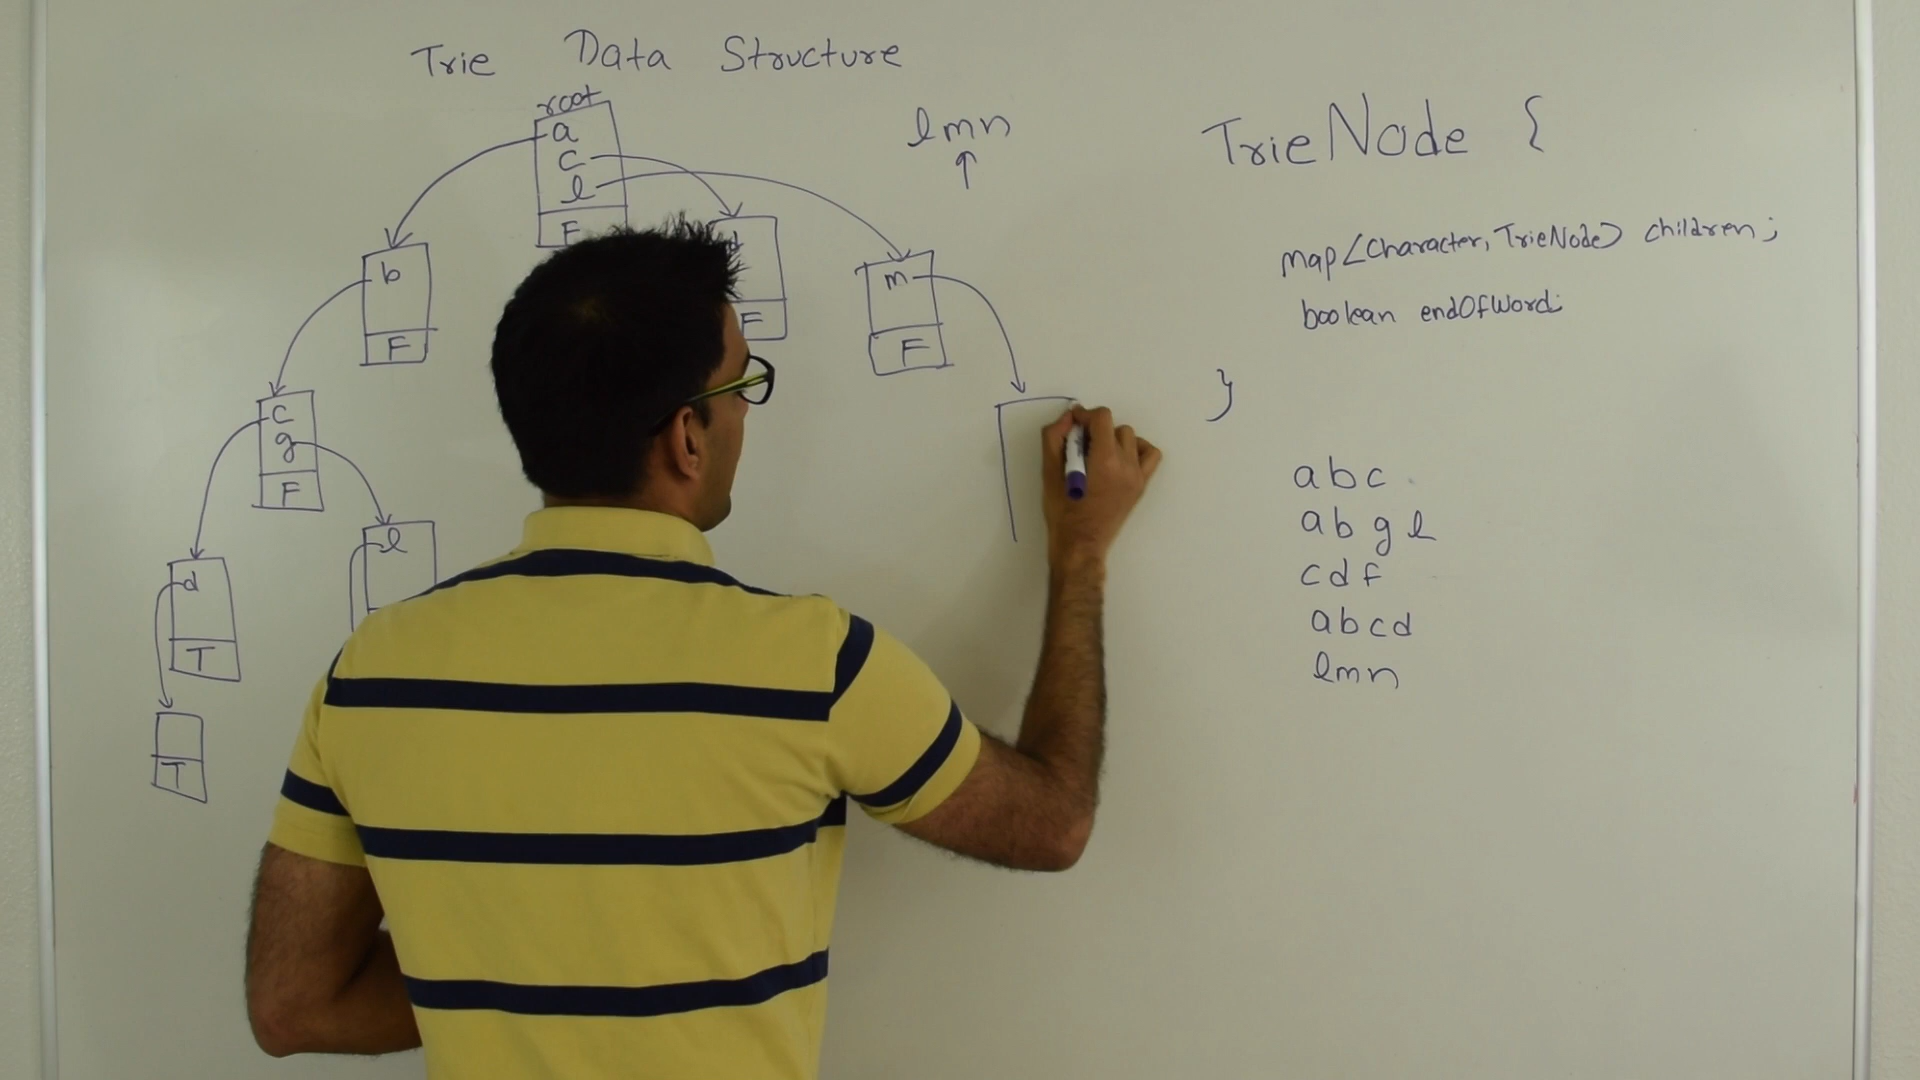 Trie Data Structure
root
a
c
l
F
lmn
b
F
d
F
m
F
c
g
F
l
d
T
T
TrieNode {
map<Character, TrieNode> children;
boolean endOfWord;
}
abc
abgl
cdf
abcd
lmn